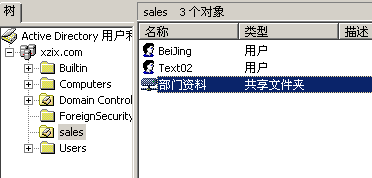 树
sales 3 个对象
Active Directory 用户和
xzix.com
Builtin
Computers
Domain Control
ForeignSecurity
sales
Users
名称 类型 描述
BeiJing 用户
Text02 用户
部门资料 共享文件夹